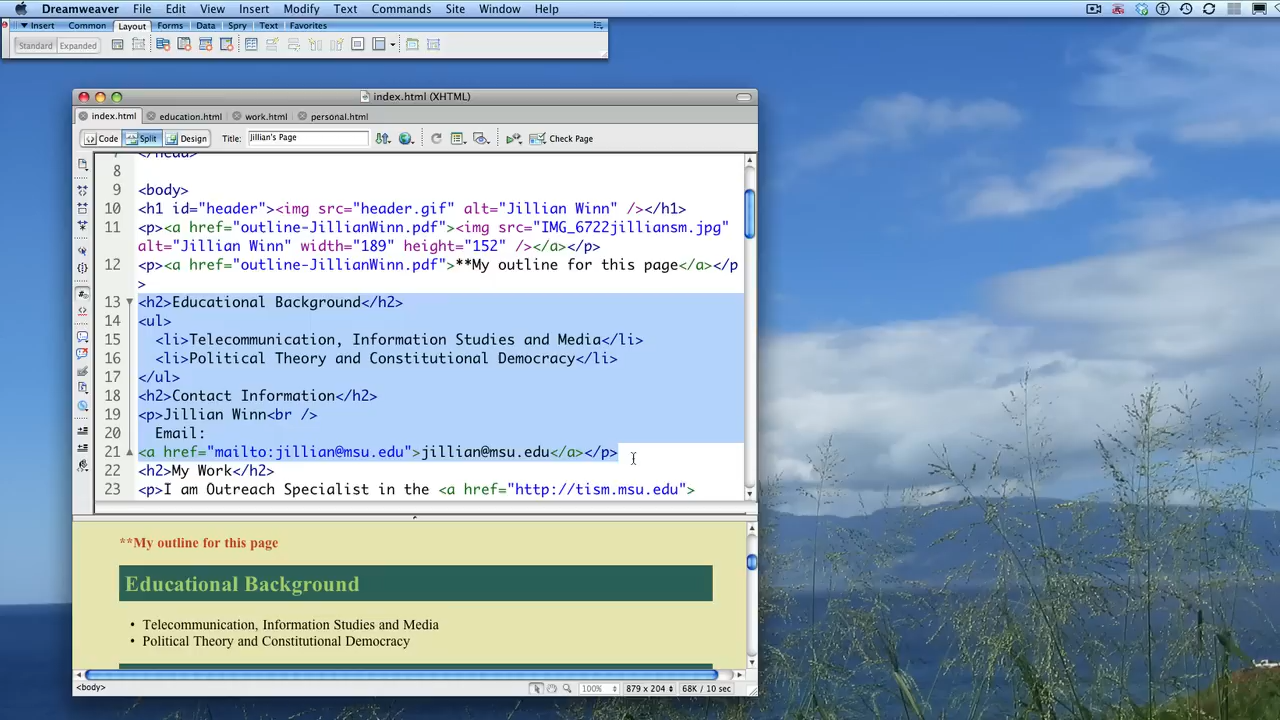 Dreamweaver File Edit View Insert Modify Text Commands Site Window Help
Insert Common Layout Forms Data Spry Text Favorites
Standard Expanded
index.html (XHTML)
index.html education.html work.html personal.html
Code Split Design Title: Jillian's Page Check Page
7 </head>
8
9 <body>
10 <h1 id="header"><img src="header.gif" alt="Jillian Winn" /></h1>
11 <p><a href="outline-JillianWinn.pdf"><img src="IMG_6722jilliansm.jpg"
alt="Jillian Winn" width="189" height="152" /></a></p>
12 <p><a href="outline-JillianWinn.pdf">**My outline for this page</a></p
>
13 <h2>Educational Background</h2>
14 <ul>
15 <li>Telecommunication, Information Studies and Media</li>
16 <li>Political Theory and Constitutional Democracy</li>
17 </ul>
18 <h2>Contact Information</h2>
19 <p>Jillian Winn<br />
20 Email:
21 <a href="mailto:jillian@msu.edu">jillian@msu.edu</a></p>
22 <h2>My Work</h2>
23 <p>I am Outreach Specialist in the <a href="http://tism.msu.edu">
**My outline for this page
Educational Background
• Telecommunication, Information Studies and Media
• Political Theory and Constitutional Democracy
<body> 100% 879 x 204 68K / 10 sec